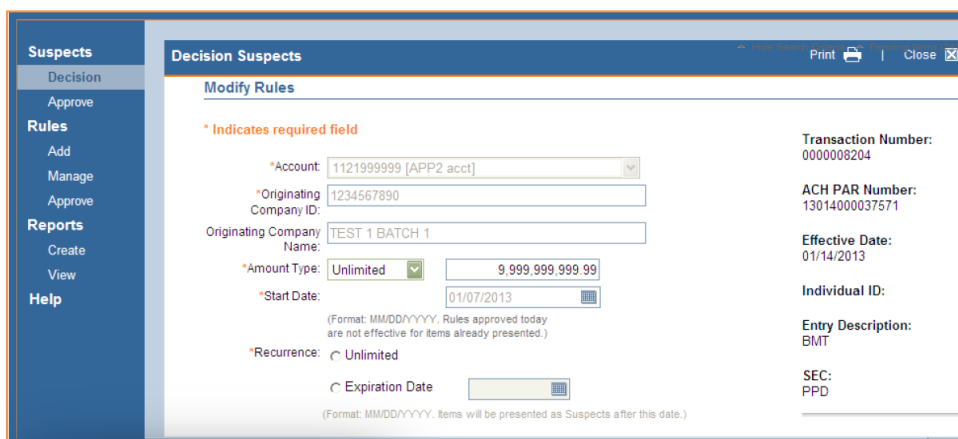 Suspects
Decision
Approve
Rules
Add
Manage
Approve
Reports
Create
View
Help
Decision Suspects
Print | Close
Modify Rules
* Indicates required field
*Account: 1121999999 [APP2 acct]
*Originating
Company ID: 1234567890
Originating Company
Name: TEST 1 BATCH 1
*Amount Type: Unlimited 9,999,999,999.99
*Start Date: 01/07/2013
(Format: MM/DD/YYYY. Rules approved today
are not effective for items already presented.)
*Recurrence: Unlimited
Expiration Date
(Format: MM/DD/YYYY. Items will be presented as Suspects after this date.)
Transaction Number:
0000008204
ACH PAR Number:
13014000037571
Effective Date:
01/14/2013
Individual ID:
Entry Description:
BMT
SEC:
PPD